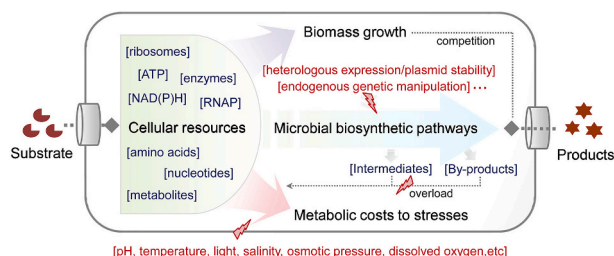 Biomass growth
competition
[ribosomes]
[ATP]
[enzymes]
[NAD(P)H]
[RNAP]
[heterologous expression/plasmid stability]
[endogenous genetic manipulation] ···
Substrate
Cellular resources
Microbial biosynthetic pathways
Products
[amino acids]
[nucleotides]
[metabolites]
[Intermediates]
[By-products]
overload
Metabolic costs to stresses
[pH, temperature, light, salinity, osmotic pressure, dissolved oxygen,etc]